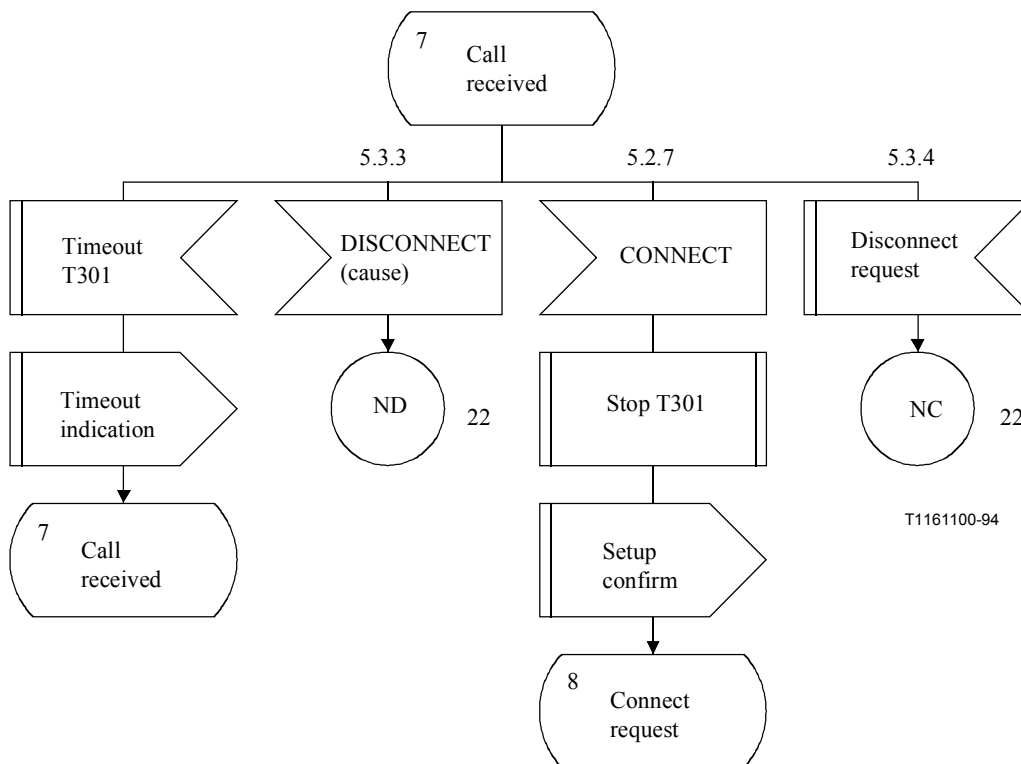 7
Call
received
5.3.3
5.2.7
5.3.4
Timeout
T301
DISCONNECT
(cause)
CONNECT
Disconnect
request
Timeout
indication
ND
22
Stop T301
NC
22
7
Call
received
Setup
confirm
T1161100-94
8
Connect
request